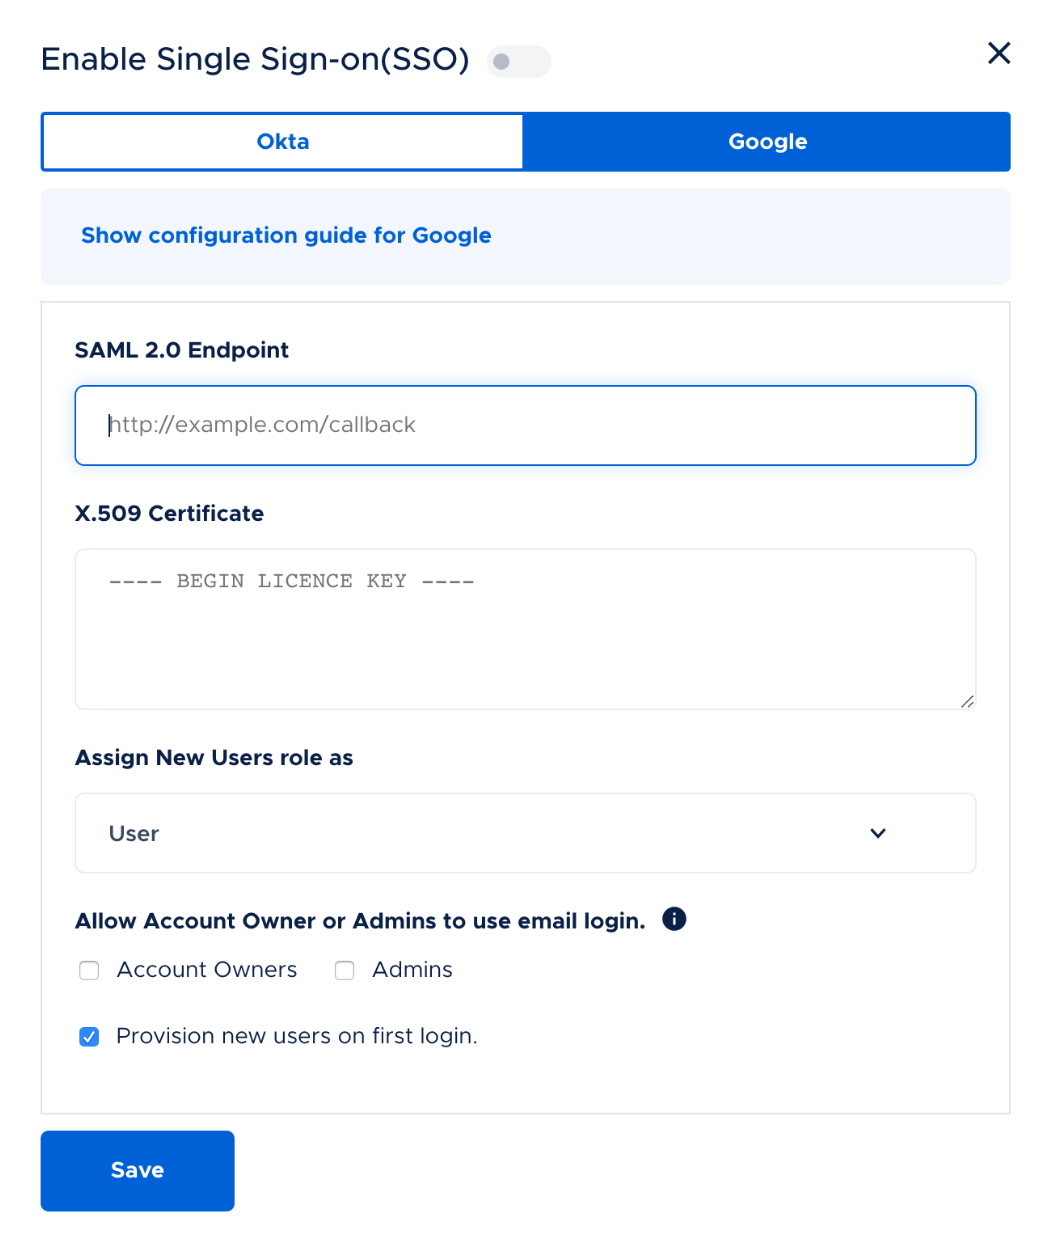 Enable Single Sign-on(SSO)
Okta
Google
Show configuration guide for Google
SAML 2.0 Endpoint
http://example.com/callback
X.509 Certificate
---- BEGIN LICENCE KEY ----
Assign New Users role as
User
Allow Account Owner or Admins to use email login.
Account Owners
Admins
Provision new users on first login.
Save